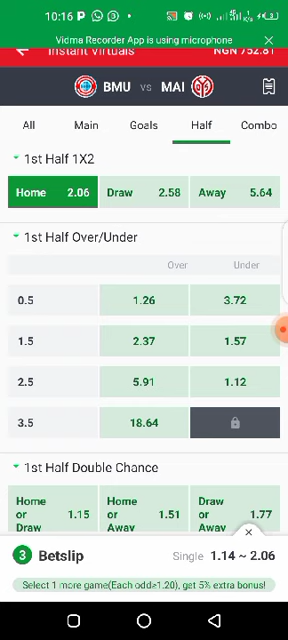 10:16 P
Vidma Recorder App is using microphone
Instant Virtuals NGN 752.81
BMU vs MAI
All Main Goals Half Combo
1st Half 1X2
Home 2.06 Draw 2.58 Away 5.64
1st Half Over/Under
Over Under
0.5 1.26 3.72
1.5 2.37 1.57
2.5 5.91 1.12
3.5 18.64
1st Half Double Chance
Home or Draw 1.15 Home or Away 1.51 Draw or Away 1.77
3 Betslip Single 1.14 ~ 2.06
Select 1 more game(Each odd≥1.20), get 5% extra bonus!